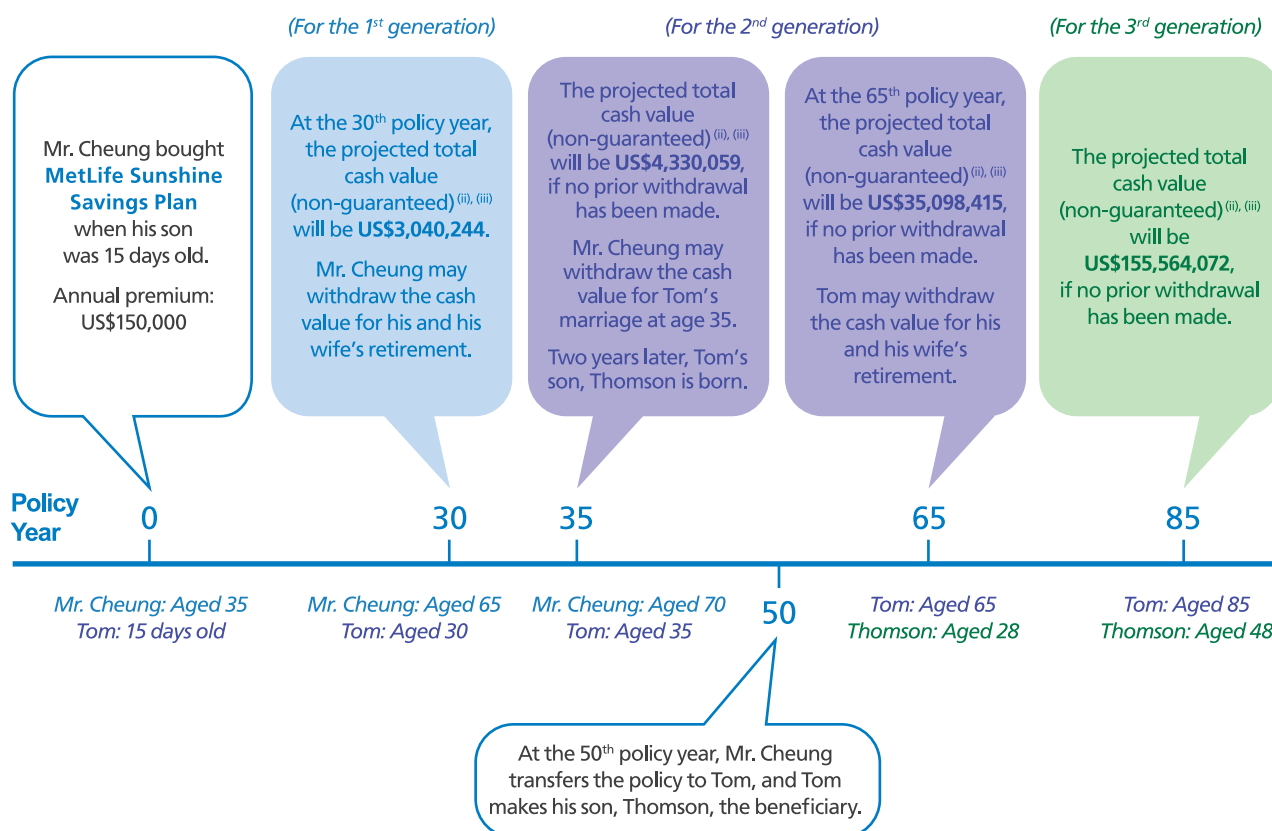 (For the 1st generation)
(For the 2nd generation)
(For the 3rd generation)
Mr. Cheung bought
MetLife Sunshine
Savings Plan
when his son
was 15 days old.
Annual premium:
US$150,000
At the 30th policy year,
the projected total
cash value
(non-guaranteed) (ii), (iii)
will be US$3,040,244.
Mr. Cheung may
withdraw the cash
value for his and his
wife's retirement.
The projected total
cash value
(non-guaranteed) (ii), (iii)
will be US$4,330,059,
if no prior withdrawal
has been made.
Mr. Cheung may
withdraw the cash
value for Tom's
marriage at age 35.
Two years later, Tom's
son, Thomson is born.
At the 65th policy year,
the projected total
cash value
(non-guaranteed) (ii), (iii)
will be US$35,098,415,
if no prior withdrawal
has been made.
Tom may withdraw
the cash value for his
and his wife's
retirement.
The projected total
cash value
(non-guaranteed) (ii), (iii)
will be
US$155,564,072,
if no prior withdrawal
has been made.
Policy
Year
0
30
35
65
85
Mr. Cheung: Aged 35
Tom: 15 days old
Mr. Cheung: Aged 65
Tom: Aged 30
Mr. Cheung: Aged 70
Tom: Aged 35
50
Tom: Aged 65
Thomson: Aged 28
Tom: Aged 85
Thomson: Aged 48
At the 50th policy year, Mr. Cheung
transfers the policy to Tom, and Tom
makes his son, Thomson, the beneficiary.